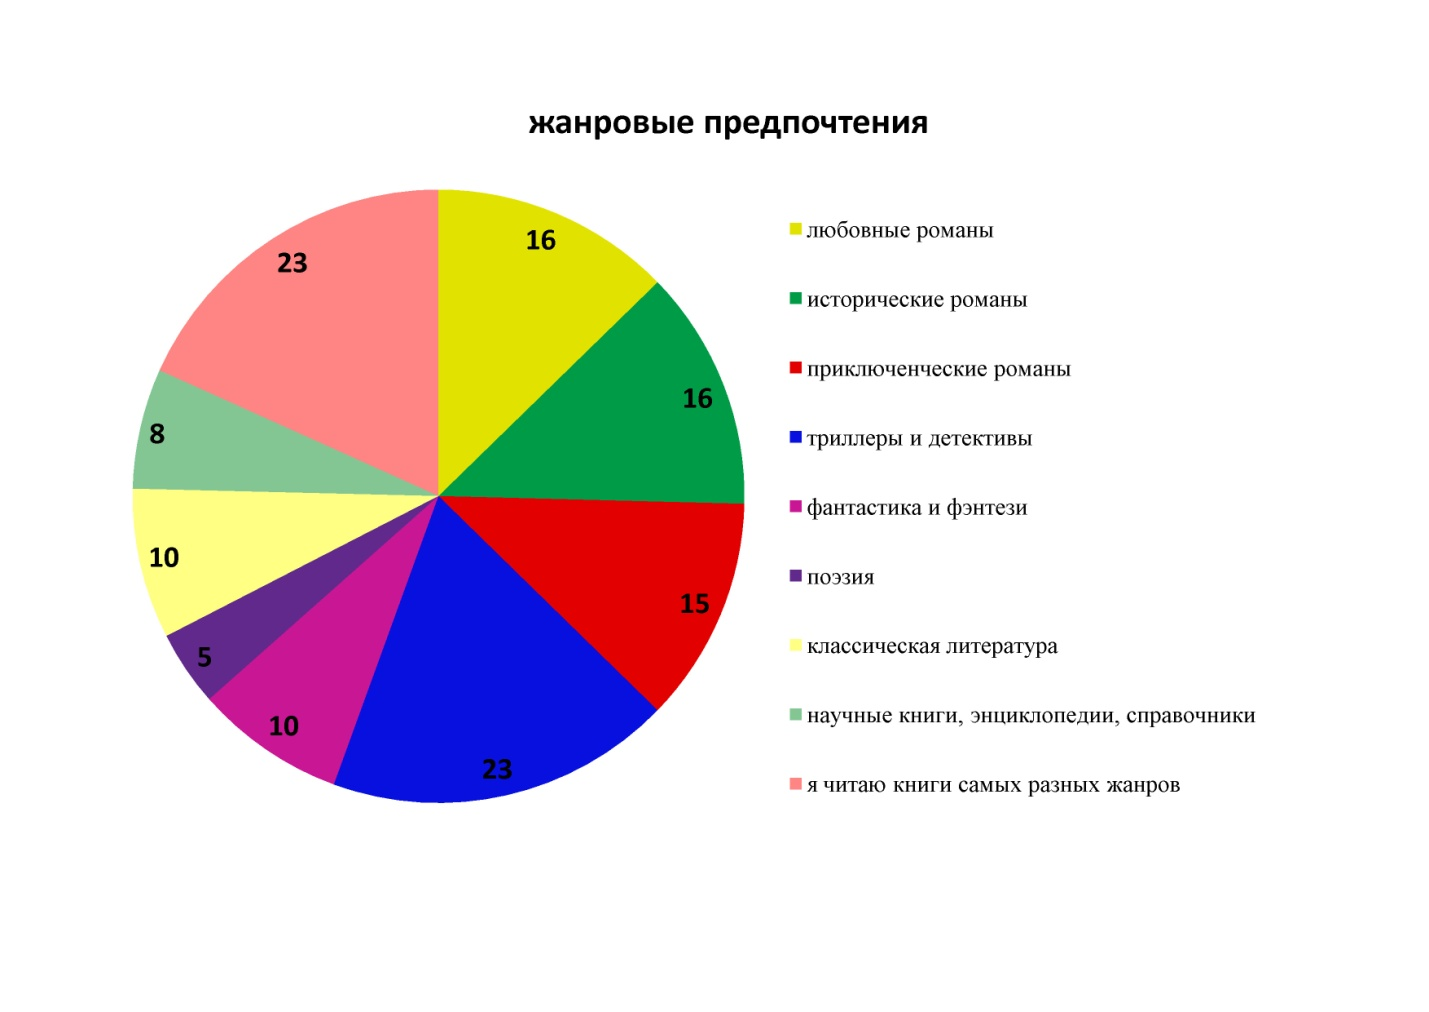 жанровые предпочтения
16
16
15
23
10
5
10
8
23
любовные романы
исторические романы
приключенческие романы
триллеры и детективы
фантастика и фэнтези
поэзия
классическая литература
научные книги, энциклопедии, справочники
я читаю книги самых разных жанров